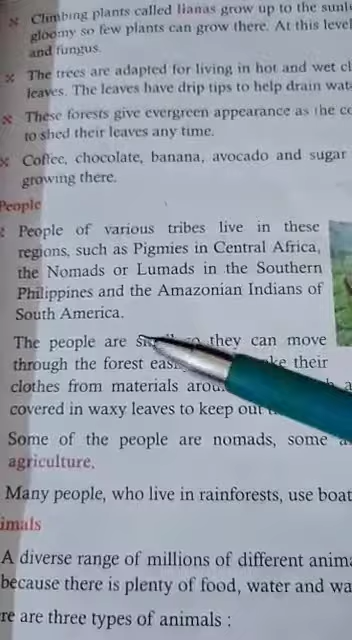 Climbing plants called lianas grow up to the sunl
gloomy so few plants can grow there. At this level
and fungus.
The trees are adapted for living in hot and wet cl
leaves. The leaves have drip tips to help drain wat
These forests give evergreen appearance as the co
to shed their leaves any time.
Coffee, chocolate, banana, avocado and sugar
growing there.
People
People of various tribes live in these
regions, such as Pigmies in Central Africa,
the Nomads or Lumads in the Southern
Philippines and the Amazonian Indians of
South America.
The people are so they can move
through the forest their
clothes from materials
covered in waxy leaves to keep out
Some of the people are nomads, some
agriculture.
Many people, who live in rainforests, use boat
imals
A diverse range of millions of different anima
because there is plenty of food, water and wa
re are three types of animals :